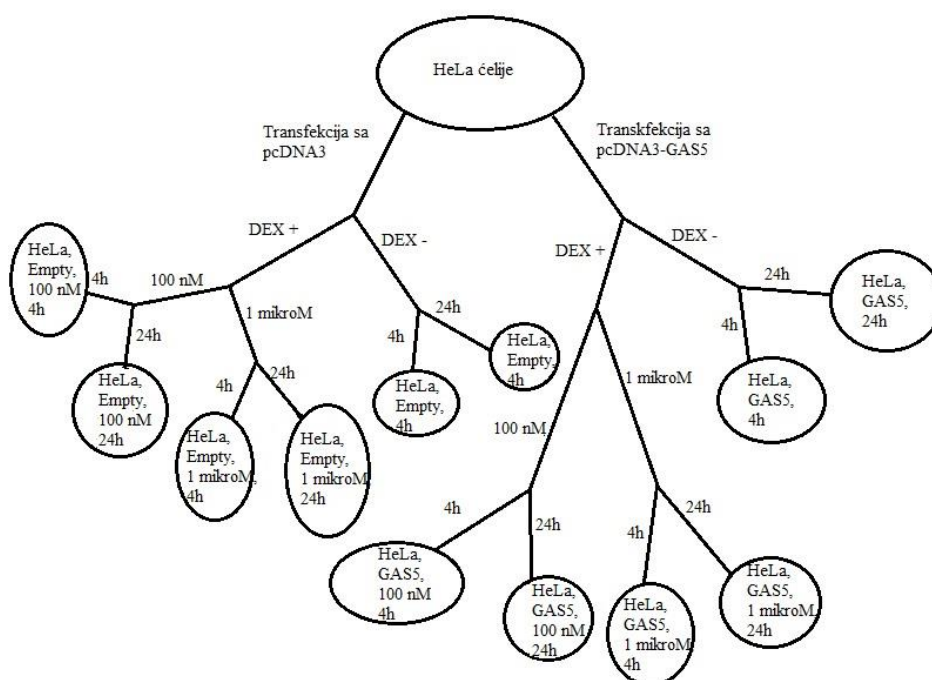 HeLa ćelije
Transfekcija sa
pcDNA3
Transkfekcija sa
pcDNA3-GAS5
DEX +
DEX -
DEX +
DEX -
HeLa,
Empty,
100 nM
4h
4h
100 nM
24h
1 mikroM
4h
24h
4h
24h
HeLa,
Empty,
4h
24h
HeLa,
GAS5,
24h
4h
HeLa,
Empty,
100 nM
24h
HeLa,
Empty,
1 mikroM,
4h
HeLa,
Empty,
1 mikroM,
24h
HeLa,
Empty,
4h
1 mikroM
HeLa,
GAS5,
4h
100 nM,
4h
24h
4h
24h
HeLa,
GAS5,
100 nM
4h
HeLa,
GAS5,
100 nM
24h
HeLa,
GAS5,
1 mikroM,
4h
HeLa,
GAS5,
1 mikroM
24h